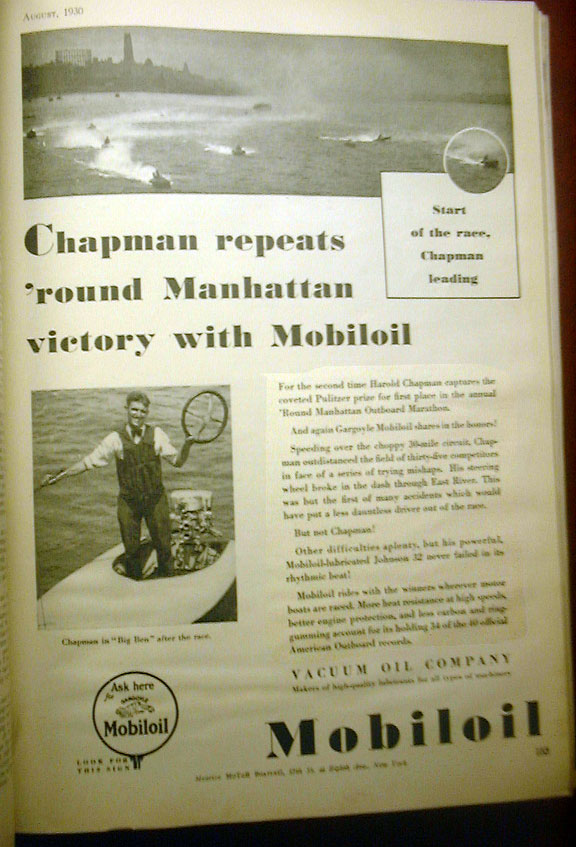 AUGUST, 1930
Start
of the race,
Chapman
leading
Chapman repeats
'round Manhattan
victory with Mobiloil
For the second time Harold Chapman captures the
coveted Pulitzer prize for first place in the annual
'Round Manhattan Outboard Marathon.
And again Gargoyle Mobiloil shares in the honors!
Speeding over the choppy 30-mile circuit, Chap-
man outdistanced the field of thirty-five competitors
in face of a series of trying mishaps. His steering
wheel broke in the dash through East River. This
was but the first of many accidents which would
have put a less dauntless driver out of the race.
But not Chapman!
Other difficulties aplenty, but his powerful,
Mobiloil-lubricated Johnson 32 never failed in its
rhythmic beat!
Mobiloil rides with the winners wherever motor
boats are raced. More heat resistance at high speeds,
better engine protection, and less carbon and ring-
gumming account for its holding 34 of the 40 official
American Outboard records.
Chapman in "Big Ben" after the race.
VACUUM OIL COMPANY
Makers of high-quality lubricants for all types of machinery
Ask here
for
GARGOYLE
Mobiloil
LOOK FOR
THIS SIGN
Mobiloil
57th St. at Eighth Ave., New York